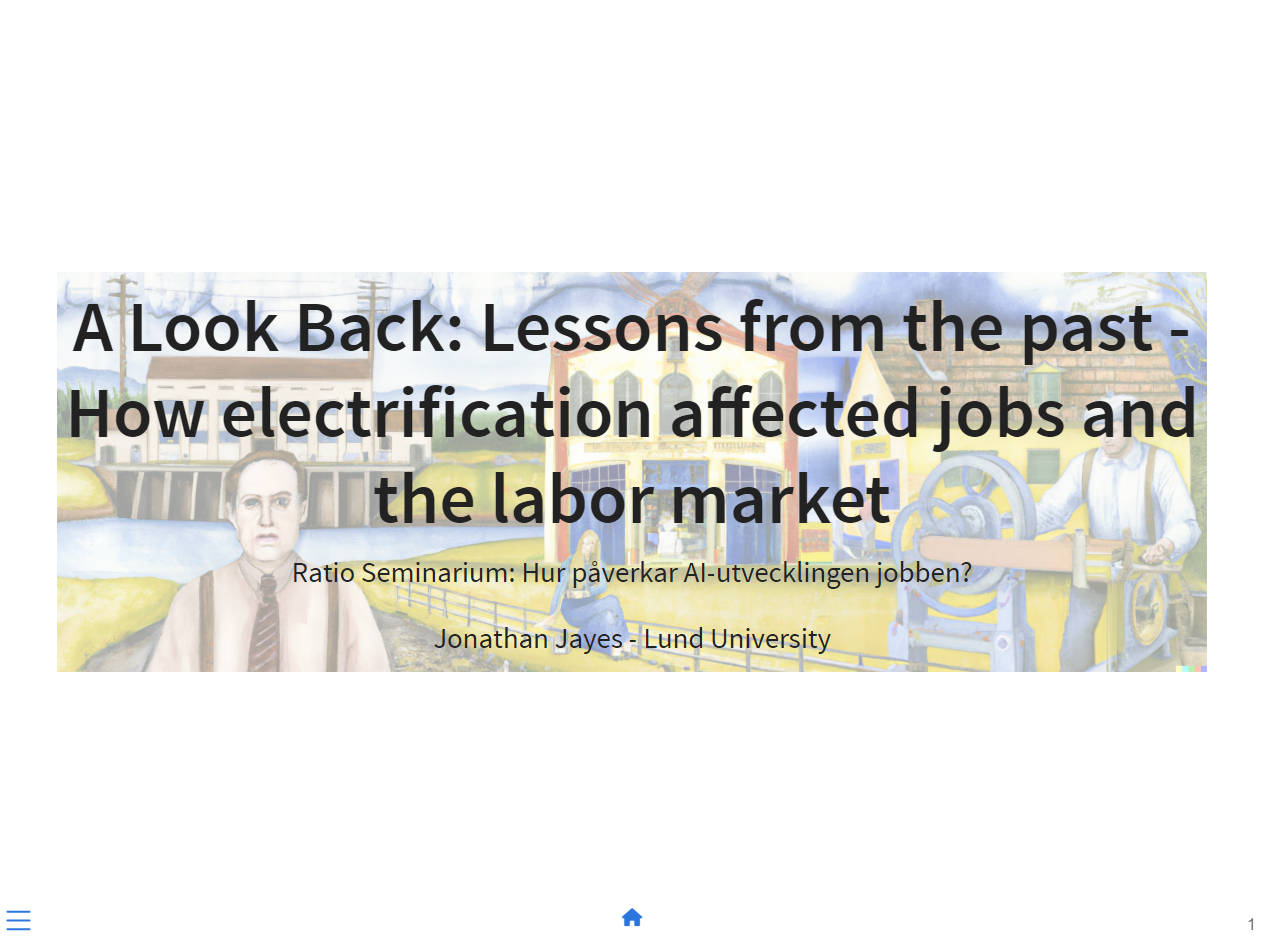 A Look Back: Lessons from the past -
How electrification affected jobs and
the labor market
Ratio Seminarium: Hur påverkar AI-utvecklingen jobben?
Jonathan Jayes - Lund University
1